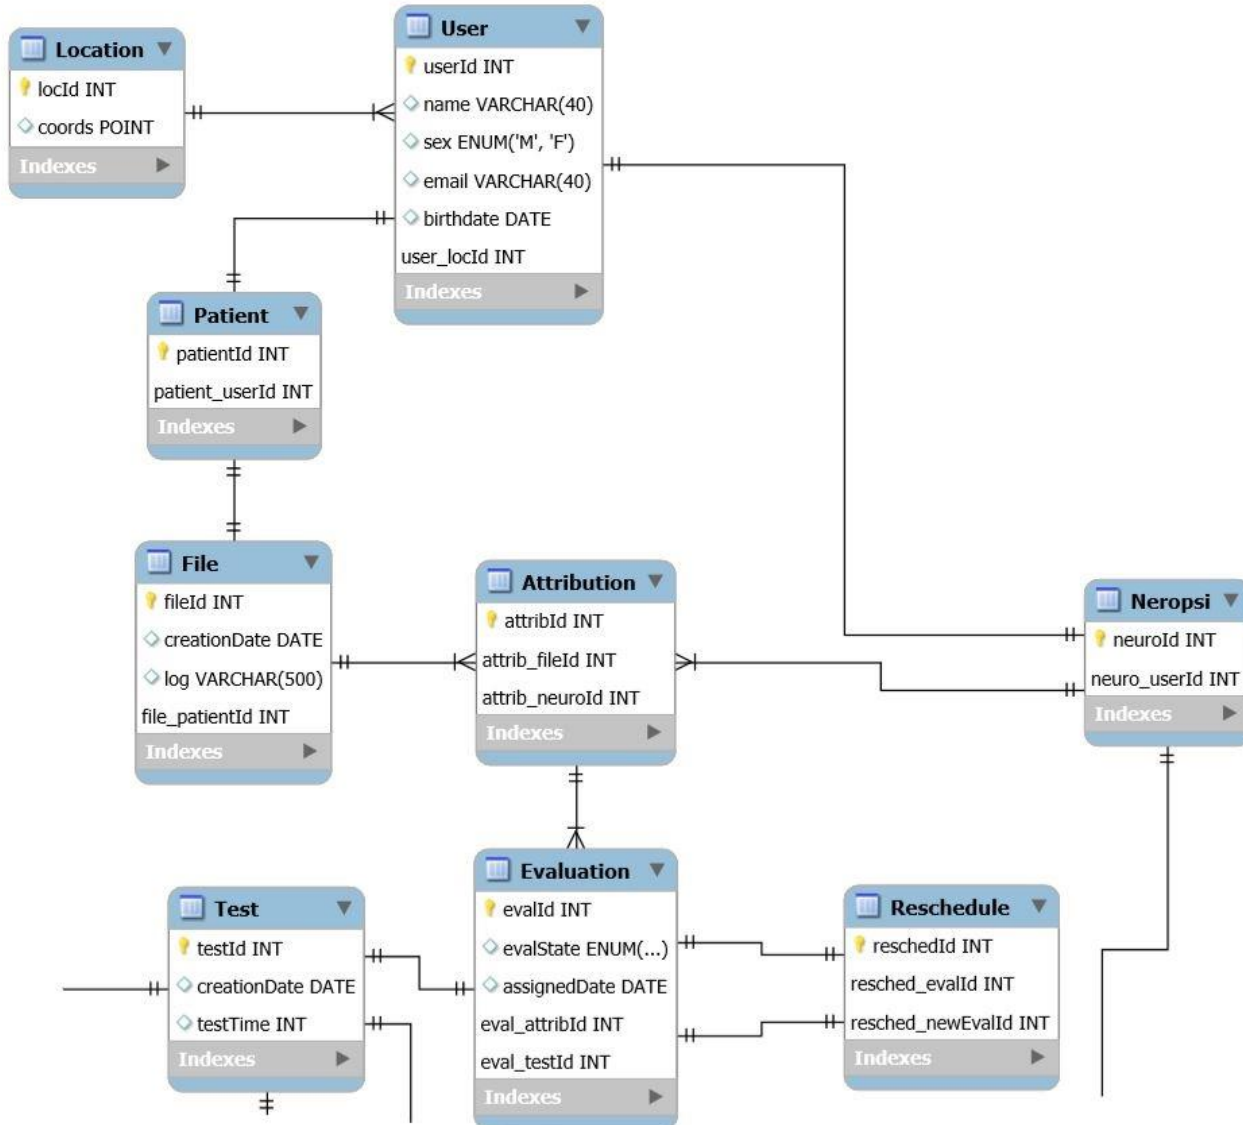 Location
locId INT
coords POINT
Indexes
User
userId INT
name VARCHAR(40)
sex ENUM('M', 'F')
email VARCHAR(40)
birthdate DATE
user_locId INT
Indexes
Patient
patientId INT
patient_userId INT
Indexes
File
fileId INT
creationDate DATE
log VARCHAR(500)
file_patientId INT
Indexes
Attribution
attribId INT
attrib_fileId INT
attrib_neuroId INT
Indexes
Neropsi
neuroId INT
neuro_userId INT
Indexes
Test
testId INT
creationDate DATE
testTime INT
Indexes
Evaluation
evalId INT
evalState ENUM(...)
assignedDate DATE
eval_attribId INT
eval_testId INT
Indexes
Reschedule
reschedId INT
resched_evalId INT
resched_newEvalId INT
Indexes